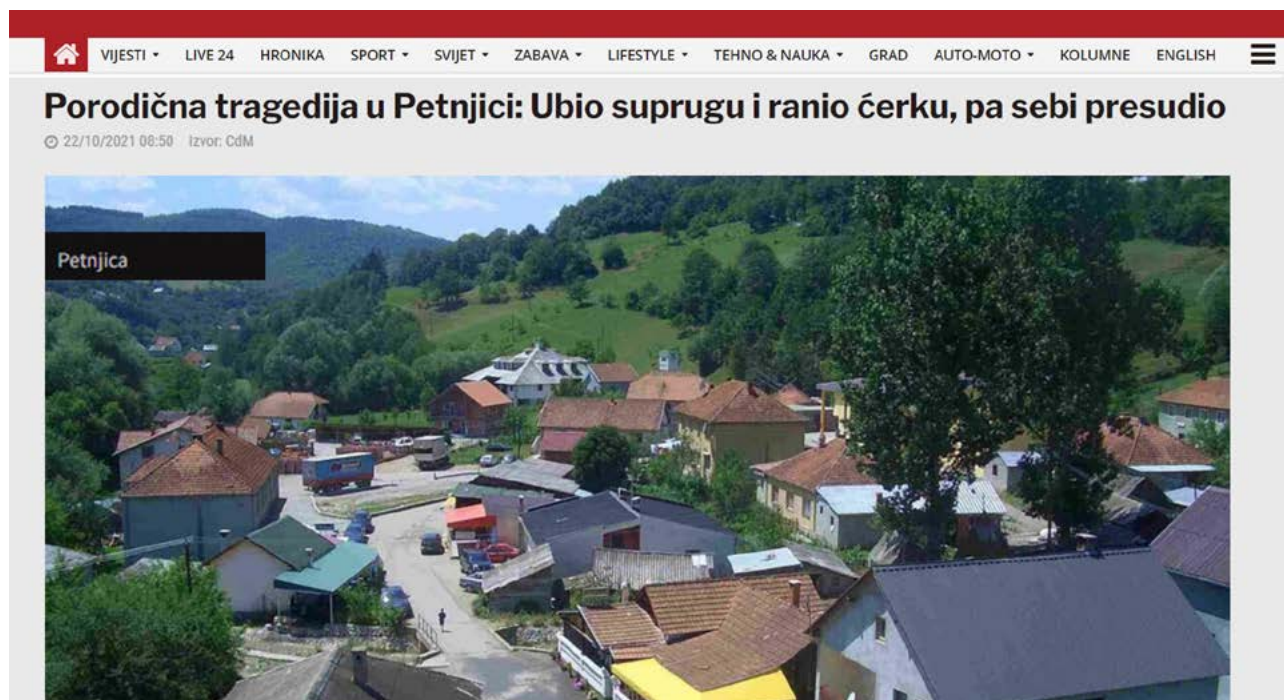 VIJESTI LIVE 24 HRONIKA SPORT SVIJET ZABAVA LIFESTYLE TEHNO & NAUKA GRAD AUTO-MOTO KOLUMNE ENGLISH
Porodična tragedija u Petnjici: Ubio suprugu i ranio ćerku, pa sebi presudio
22/10/2021 08:50 Izvor: CdM
Petnjica